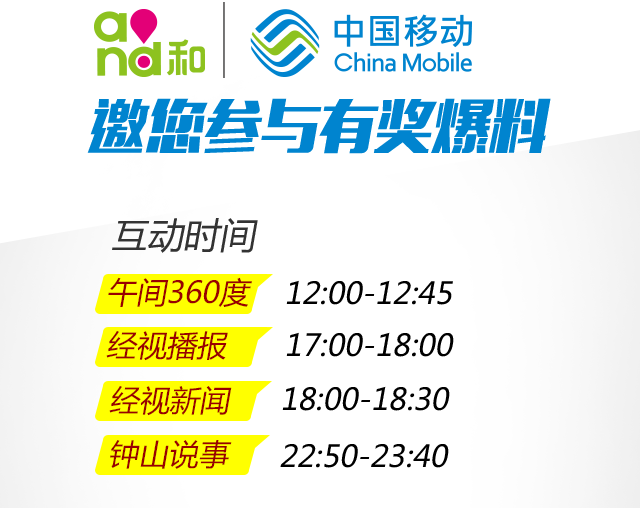 and和 中国移动
China Mobile
邀您参与有奖爆料
互动时间
午间360度 12:00-12:45
经视播报 17:00-18:00
经视新闻 18:00-18:30
钟山说事 22:50-23:40